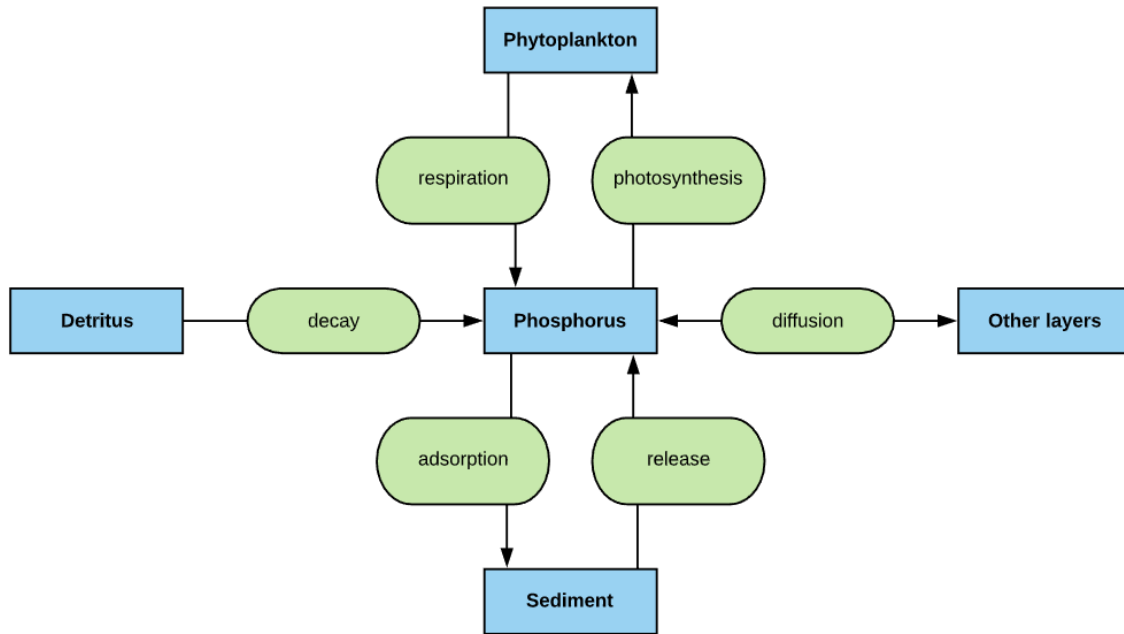 Phytoplankton
respiration
photosynthesis
Detritus
decay
Phosphorus
diffusion
Other layers
adsorption
release
Sediment